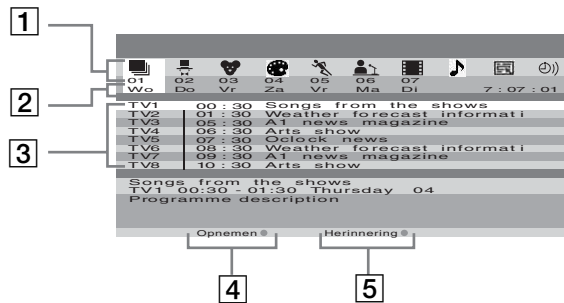 1
01 02 03 04 05 06 07
2
Wo Do Vr Za Vr Ma Di 7 : 07 : 01
3
TV1 00 : 30 Songs from the shows
TV2 01 : 30 Weather forecast informati
TV3 05 : 30 A1 news magazine
TV4 06 : 30 Arts show
TV5 07 : 30 Oclock news
TV6 08 : 30 Weather forecast informati
TV7 09 : 30 A1 news magazine
TV8 10 : 30 Arts show
Songs from the shows
TV1 00:30 - 01:30 Thursday 04
Programme description
Opnemen Herinnering
4 5